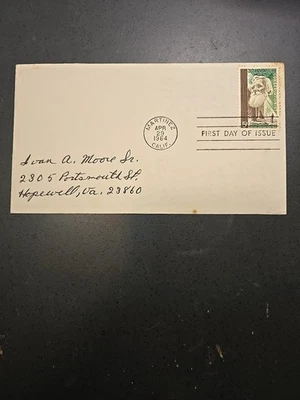 MARTINEZ
APR
29
1964
CALIF.
FIRST DAY OF ISSUE
Ivan A. Moore Sr.
2305 Portsmouth St.
Hopewell, Va. 23860